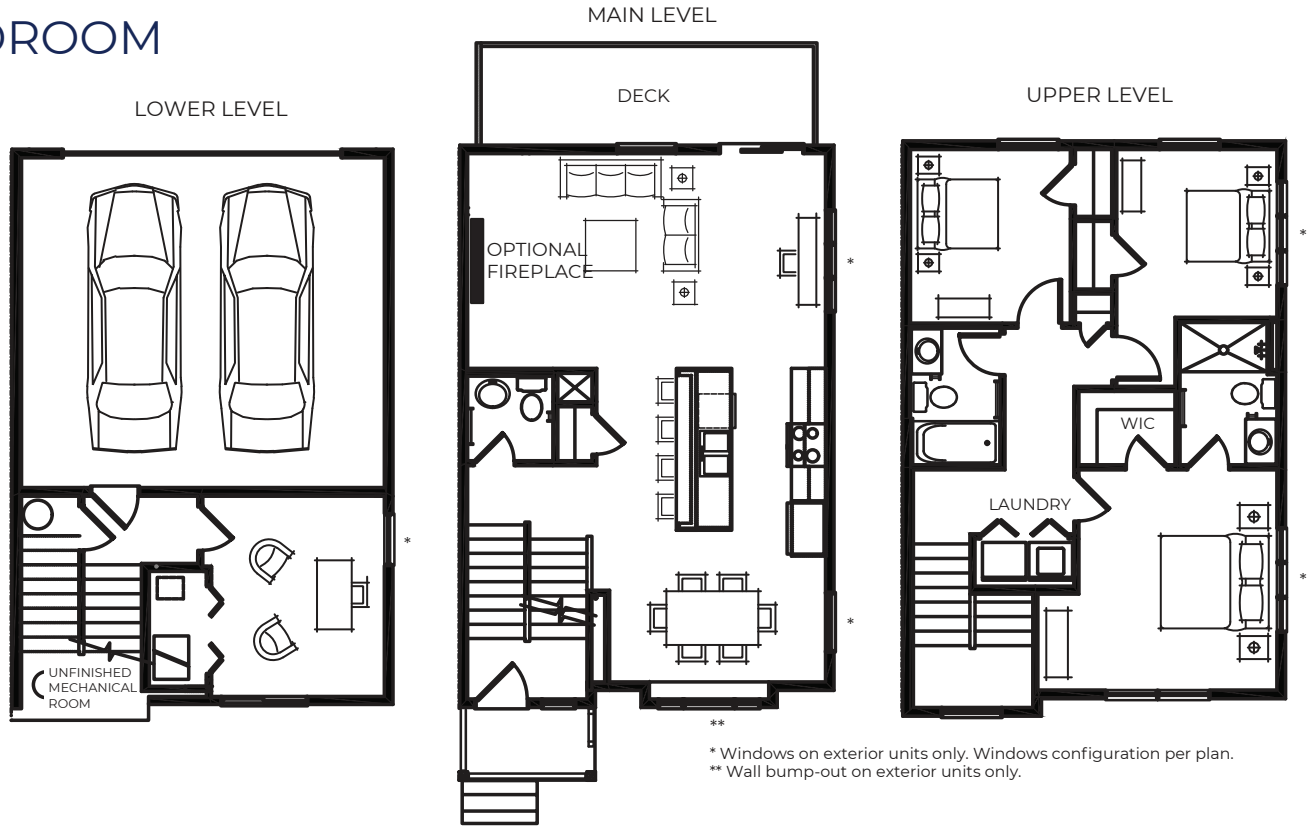 DROOM
MAIN LEVEL
LOWER LEVEL
DECK
UPPER LEVEL
OPTIONAL
FIREPLACE
*
*
WIC
LAUNDRY
*
*
*
UNFINISHED
MECHANICAL
ROOM
**
* Windows on exterior units only. Windows configuration per plan.
** Wall bump-out on exterior units only.